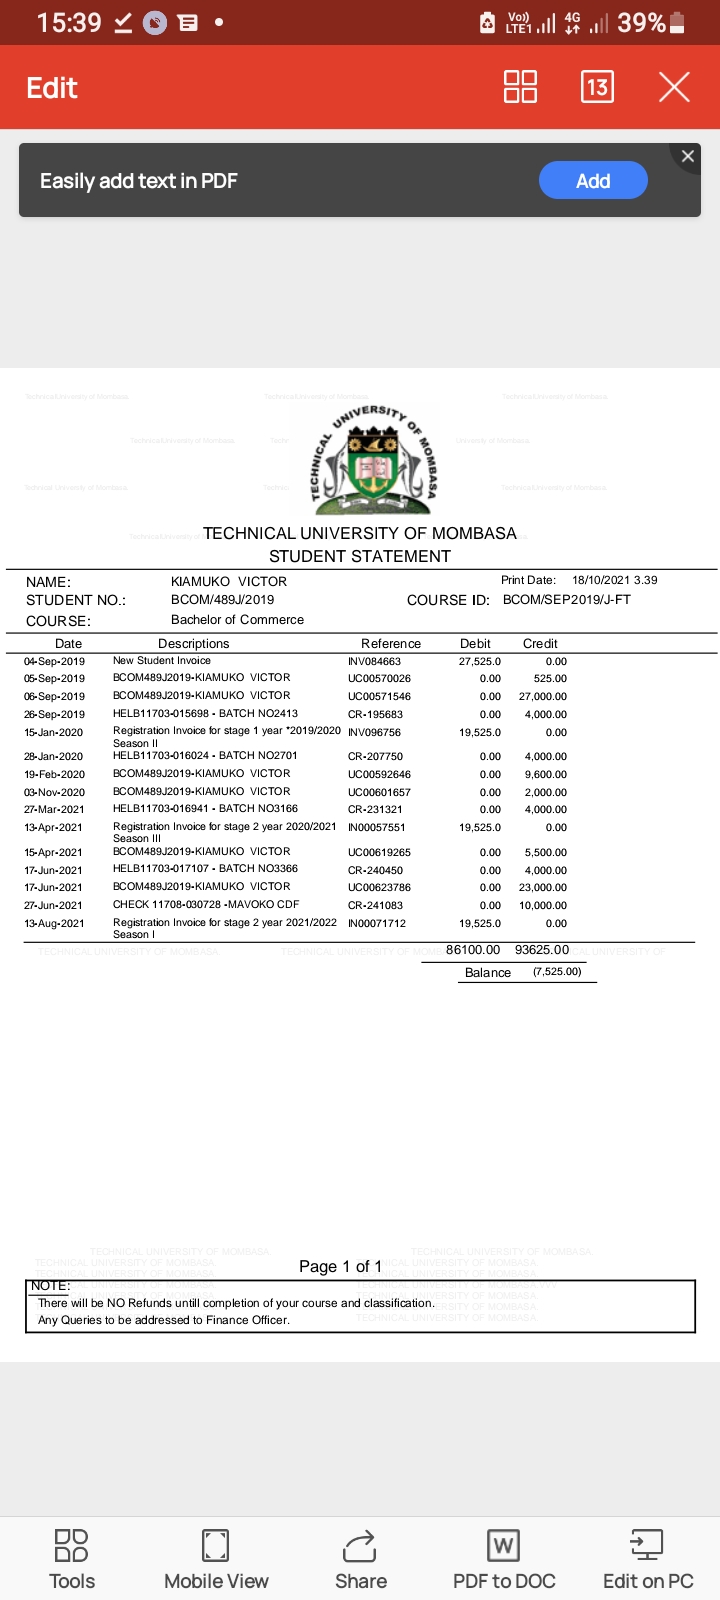 15:39
Vo)) LTE1 4G 39%
Edit
13
Easily add text in PDF
Add
TECHNICAL UNIVERSITY OF MOMBASA
TECHNICAL UNIVERSITY OF MOMBASA
STUDENT STATEMENT
NAME: KIAMUKO VICTOR Print Date: 18/10/2021 3.39
STUDENT NO.: BCOM/489J/2019 COURSE ID: BCOM/SEP2019/J-FT
COURSE: Bachelor of Commerce
Date Descriptions Reference Debit Credit
04-Sep-2019 New Student Invoice INV084663 27,525.0 0.00
05-Sep-2019 BCOM489J2019-KIAMUKO VICTOR UC00570026 0.00 525.00
06-Sep-2019 BCOM489J2019-KIAMUKO VICTOR UC00571546 0.00 27,000.00
26-Sep-2019 HELB11703-015698 - BATCH NO2413 CR-195683 0.00 4,000.00
15-Jan-2020 Registration Invoice for stage 1 year *2019/2020 INV096756 19,525.0 0.00
Season II
28-Jan-2020 HELB11703-016024 - BATCH NO2701 CR-207750 0.00 4,000.00
19-Feb-2020 BCOM489J2019-KIAMUKO VICTOR UC00592646 0.00 9,600.00
03-Nov-2020 BCOM489J2019-KIAMUKO VICTOR UC00601657 0.00 2,000.00
27-Mar-2021 HELB11703-016941 - BATCH NO3166 CR-231321 0.00 4,000.00
13-Apr-2021 Registration Invoice for stage 2 year 2020/2021 IN00057551 19,525.0 0.00
Season III
15-Apr-2021 BCOM489J2019-KIAMUKO VICTOR UC00619265 0.00 5,500.00
17-Jun-2021 HELB11703-017107 - BATCH NO3366 CR-240450 0.00 4,000.00
17-Jun-2021 BCOM489J2019-KIAMUKO VICTOR UC00623786 0.00 23,000.00
27-Jun-2021 CHECK 11708-030728 -MAVOKO CDF CR-241083 0.00 10,000.00
13-Aug-2021 Registration Invoice for stage 2 year 2021/2022 IN00071712 19,525.0 0.00
Season I
86100.00 93625.00
Balance (7,525.00)
Page 1 of 1
NOTE:
There will be NO Refunds untill completion of your course and classification.
Any Queries to be addressed to Finance Officer.
Tools
Mobile View
Share
W
PDF to DOC
Edit on PC